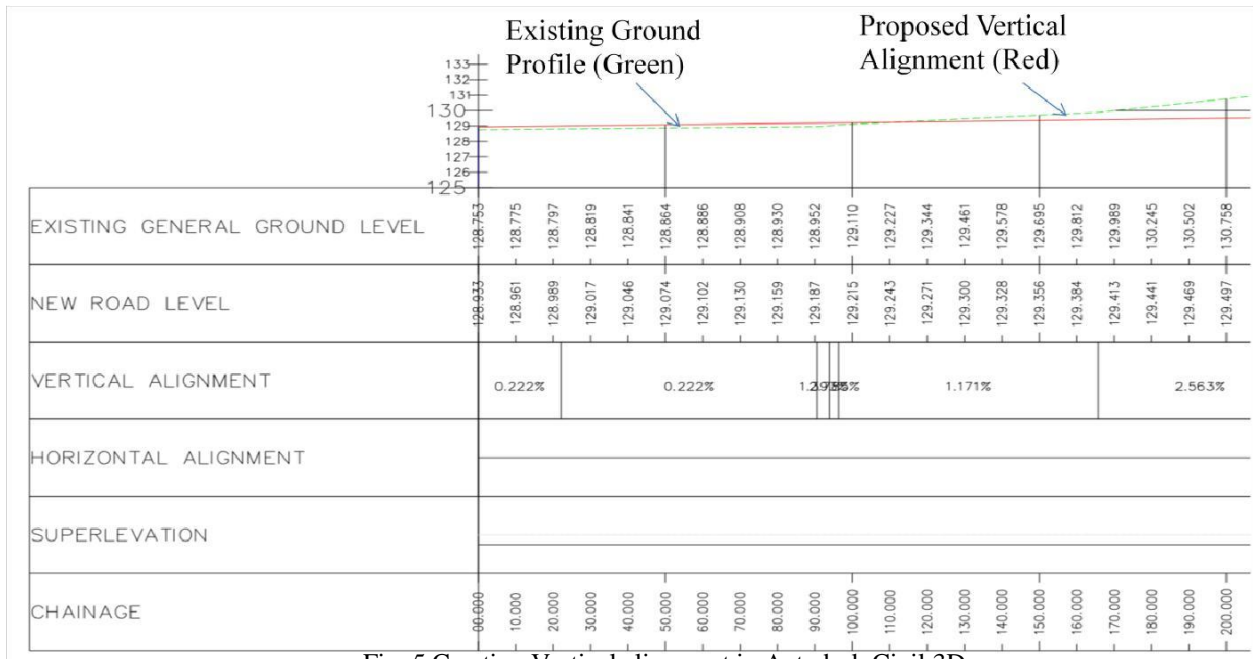 Existing Ground
Profile (Green)
Proposed Vertical
Alignment (Red)
133
132
131
130
129
128
127
126
125
EXISTING GENERAL GROUND LEVEL
128.753 128.775 128.797 128.819 128.841 128.864 128.886 128.908 128.930 128.952 129.110 129.227 129.344 129.461 129.578 129.695 129.812 129.989 130.245 130.502 130.758
NEW ROAD LEVEL
128.933 128.961 128.989 129.017 129.046 129.074 129.102 129.130 129.159 129.187 129.215 129.243 129.271 129.300 129.328 129.356 129.384 129.413 129.441 129.469 129.497
VERTICAL ALIGNMENT
0.222% 0.222% 1.171% 2.563%
HORIZONTAL ALIGNMENT
SUPERLEVATION
CHAINAGE
00.000 10.000 20.000 30.000 40.000 50.000 60.000 70.000 80.000 90.000 100.000 110.000 120.000 130.000 140.000 150.000 160.000 170.000 180.000 190.000 200.000